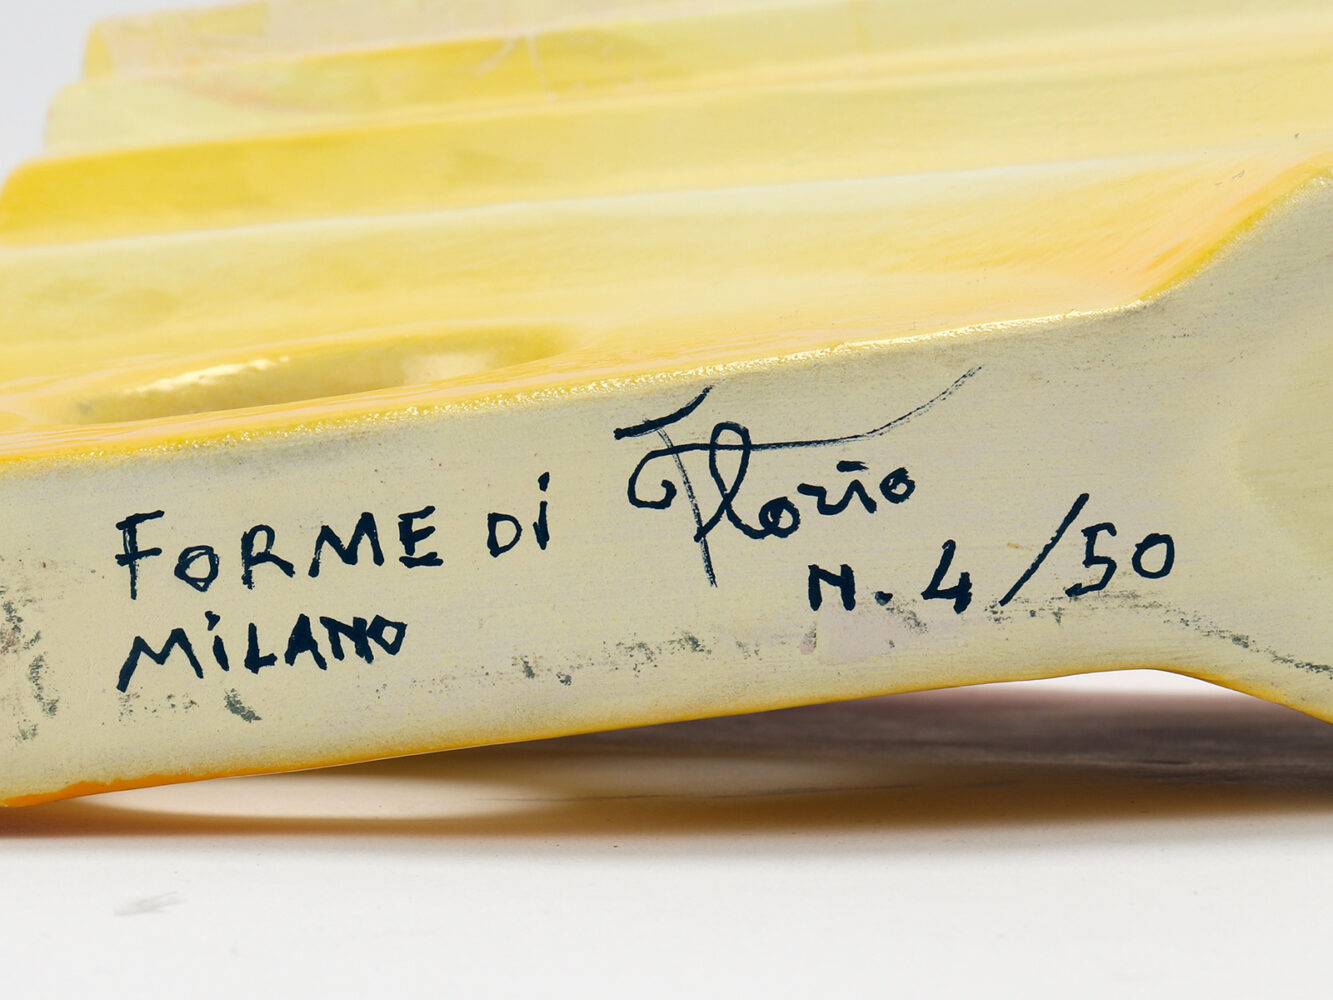 FORME DI Florio
MILANO
N. 4/50